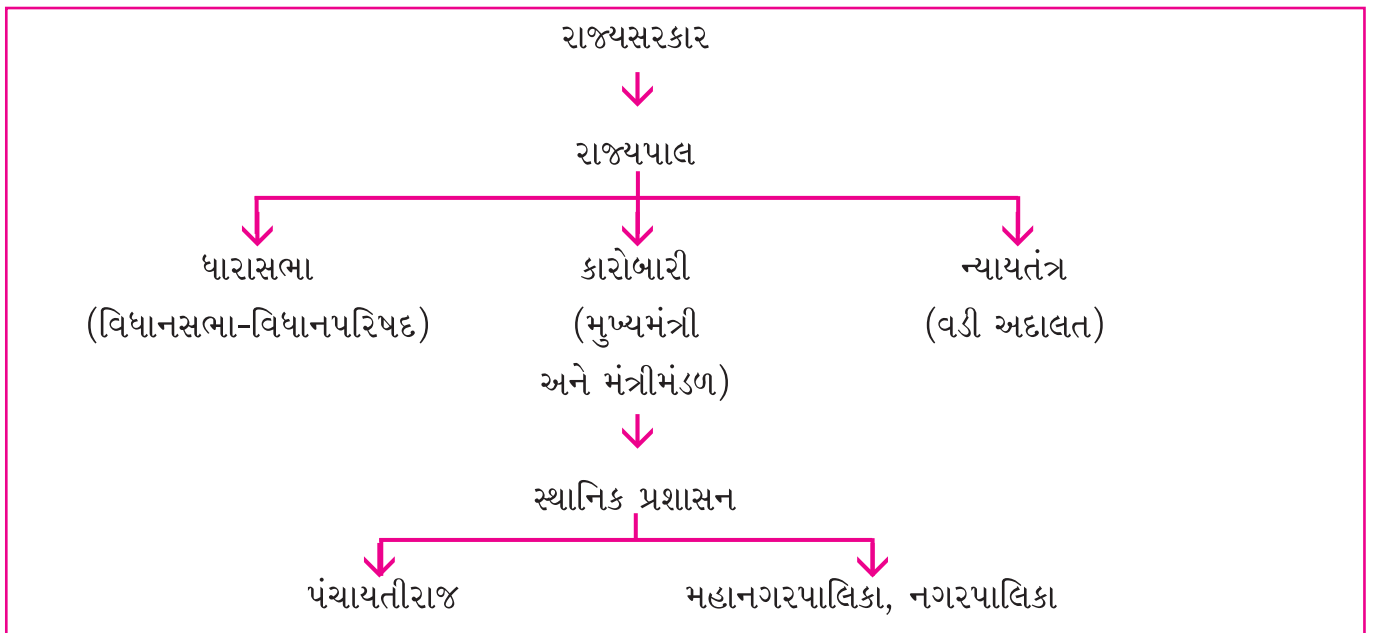 રાજ્યસરકાર
રાજ્યપાલ
ધારાસભા
(વિધાનસભા-વિધાનપરિષદ)
કારોબારી
(મુખ્યમંત્રી
અને મંત્રીમંડળ)
ન્યાયતંત્ર
(વડી અદાલત)
સ્થાનિક પ્રશાસન
પંચાયતીરાજ
મહાનગરપાલિકા, નગરપાલિકા